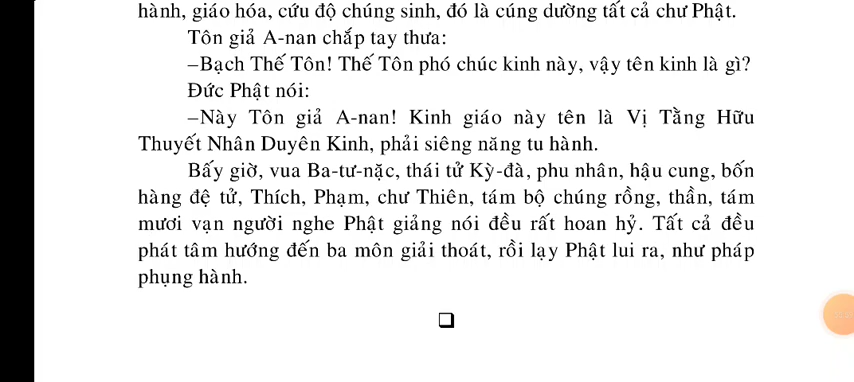 hành, giáo hóa, cứu độ chúng sinh, đó là cúng dường tất cả chư Phật.
Tôn giả A-nan chắp tay thưa:
–Bạch Thế Tôn! Thế Tôn phó chúc kinh này, vậy tên kinh là gì?
Đức Phật nói:
–Này Tôn giả A-nan! Kinh giáo này tên là Vị Tằng Hữu
Thuyết Nhân Duyên Kinh, phải siêng năng tu hành.
Bấy giờ, vua Ba-tư-nặc, thái tử Kỳ-đà, phu nhân, hậu cung, bốn
hàng đệ tử, Thích, Phạm, chư Thiên, tám bộ chúng rồng, thần, tám
mươi vạn người nghe Phật giảng nói đều rất hoan hỷ. Tất cả đều
phát tâm hướng đến ba môn giải thoát, rồi lạy Phật lui ra, như pháp
phụng hành.